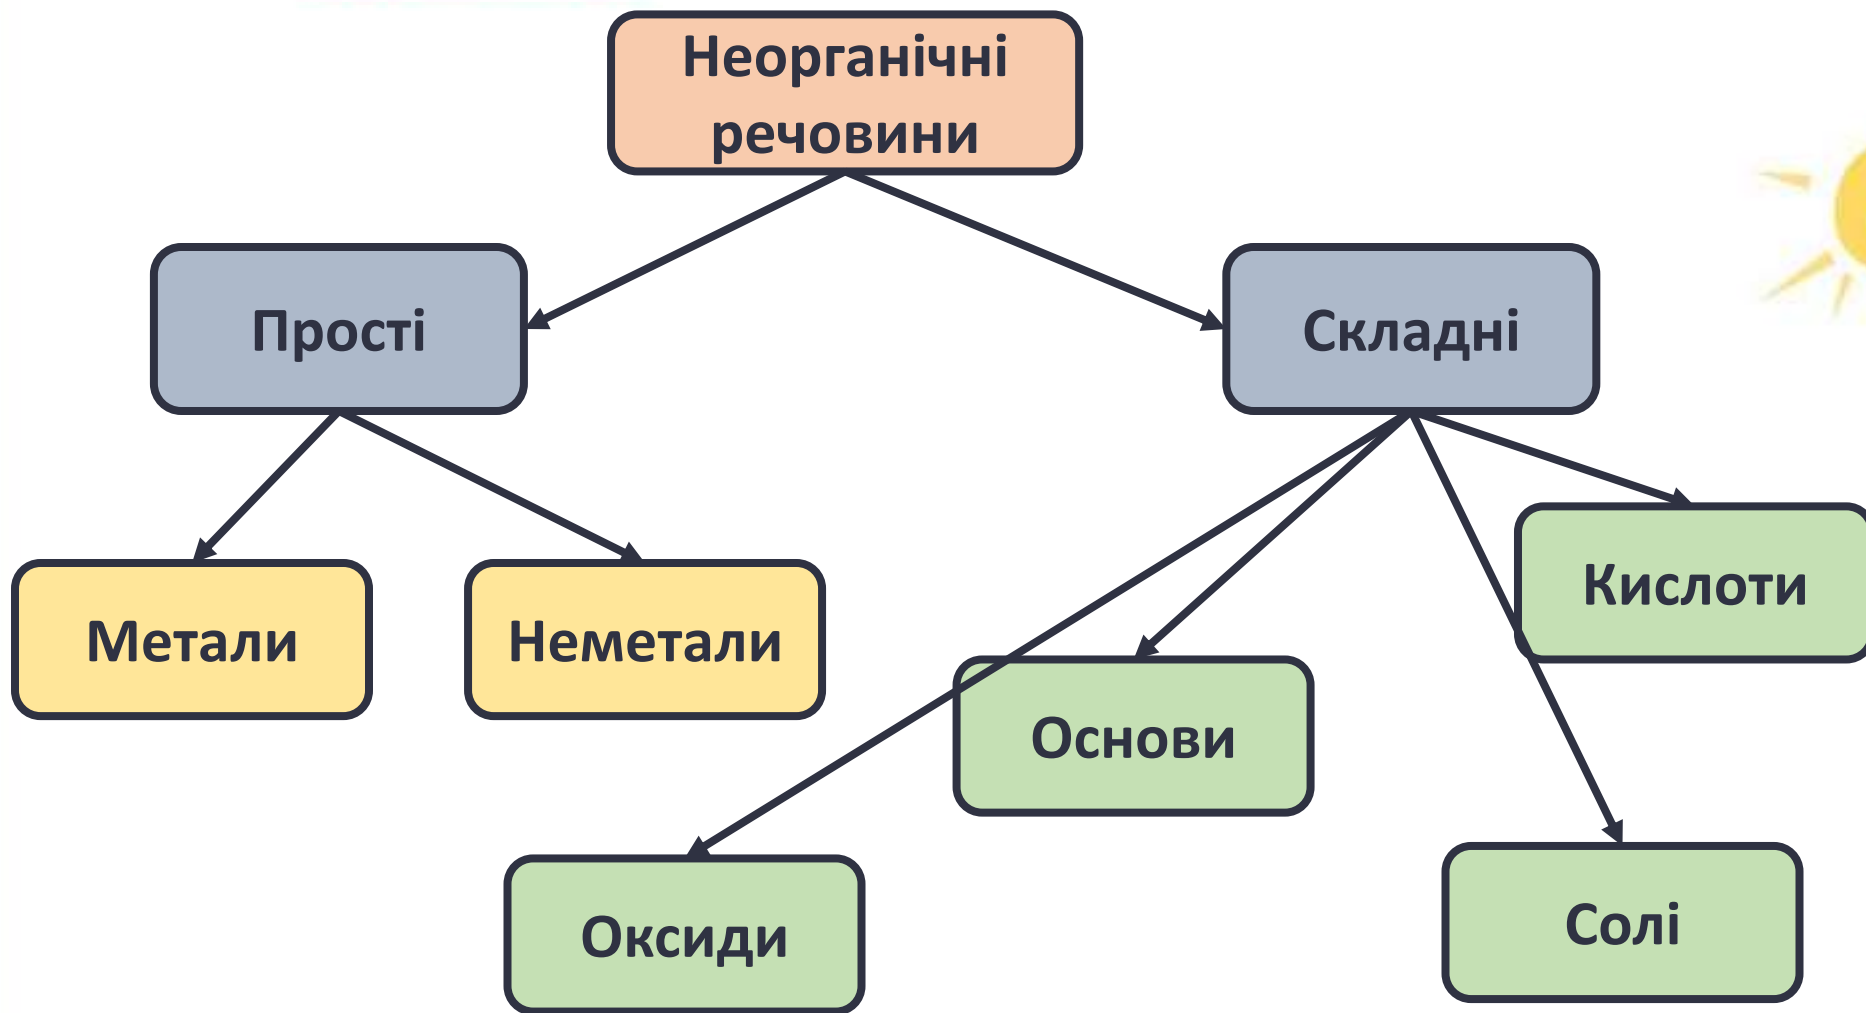 Неорганічні
речовини
Прості
Складні
Метали
Неметали
Кислоти
Основи
Оксиди
Солі